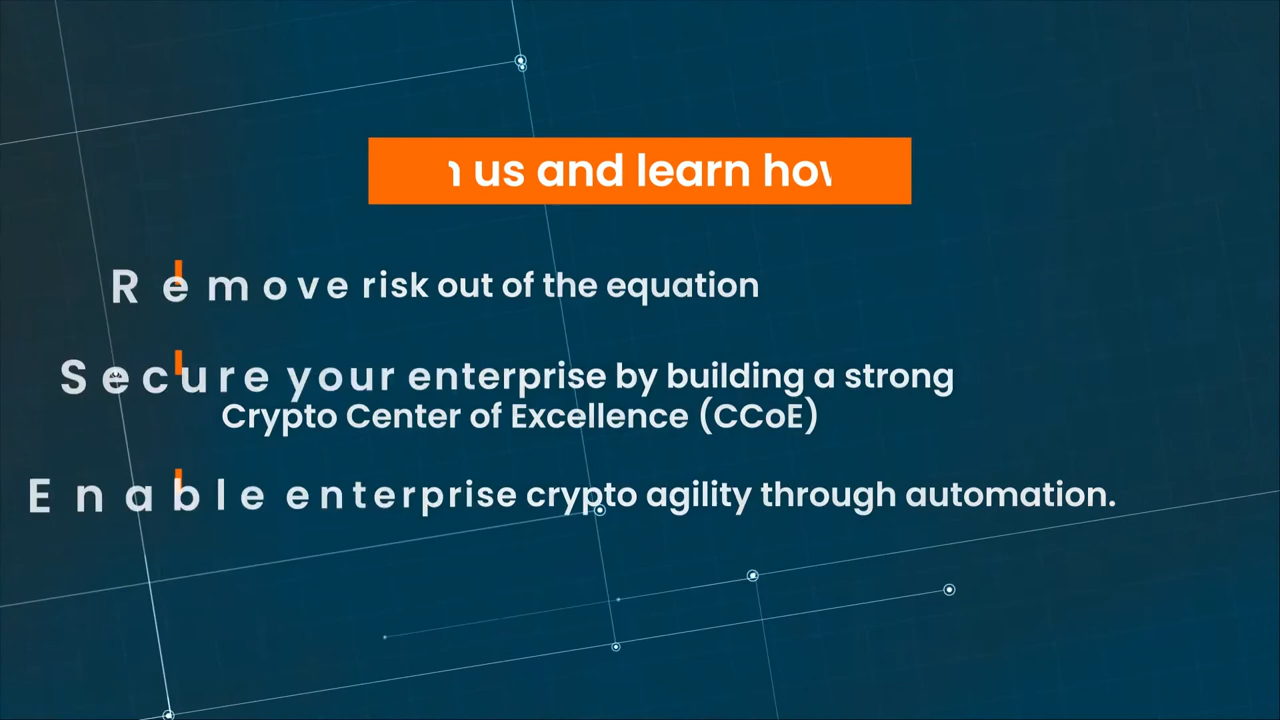 us and learn
Remove risk out of the equation
Secure your enterprise by building a strong
Crypto Center of Excellence (CCoE)
Enable enterprise crypto agility through automation.